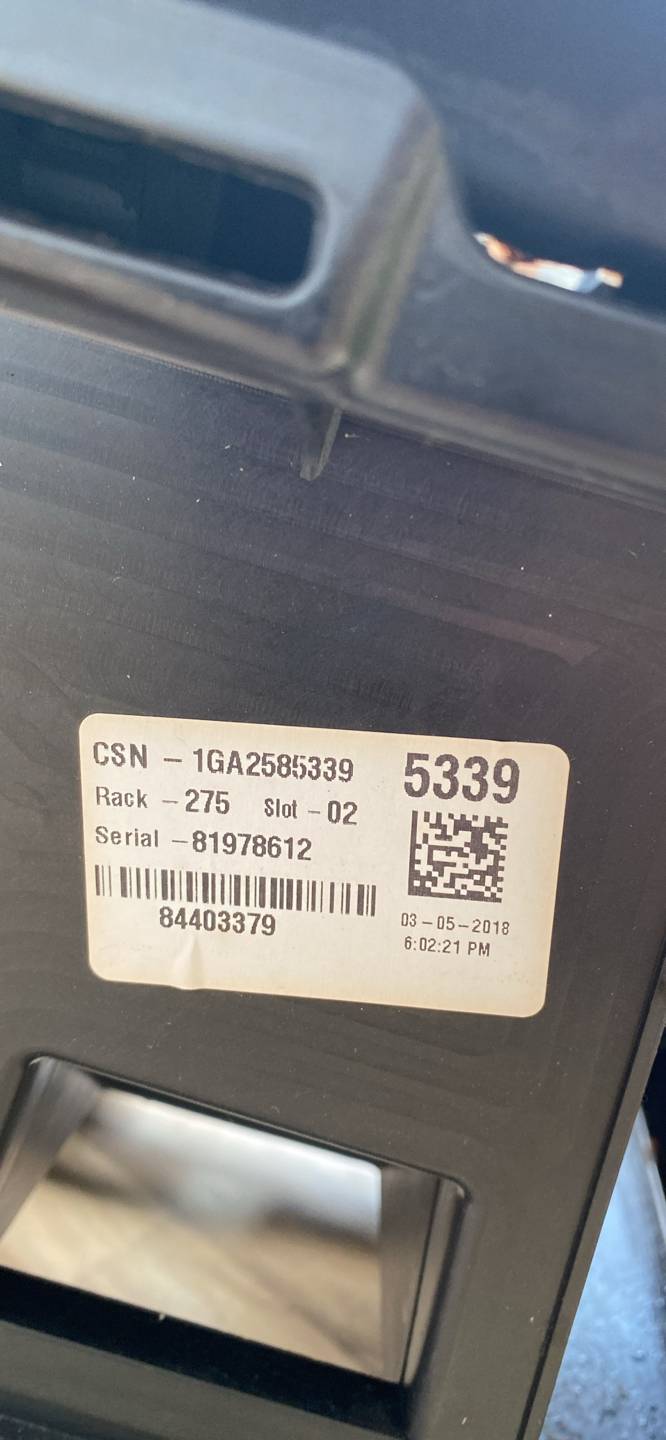 CSN - 1GA2585339
5339
Rack - 275 Slot - 02
Serial - 81978612
84403379
03-05-2018
6:02:21 PM